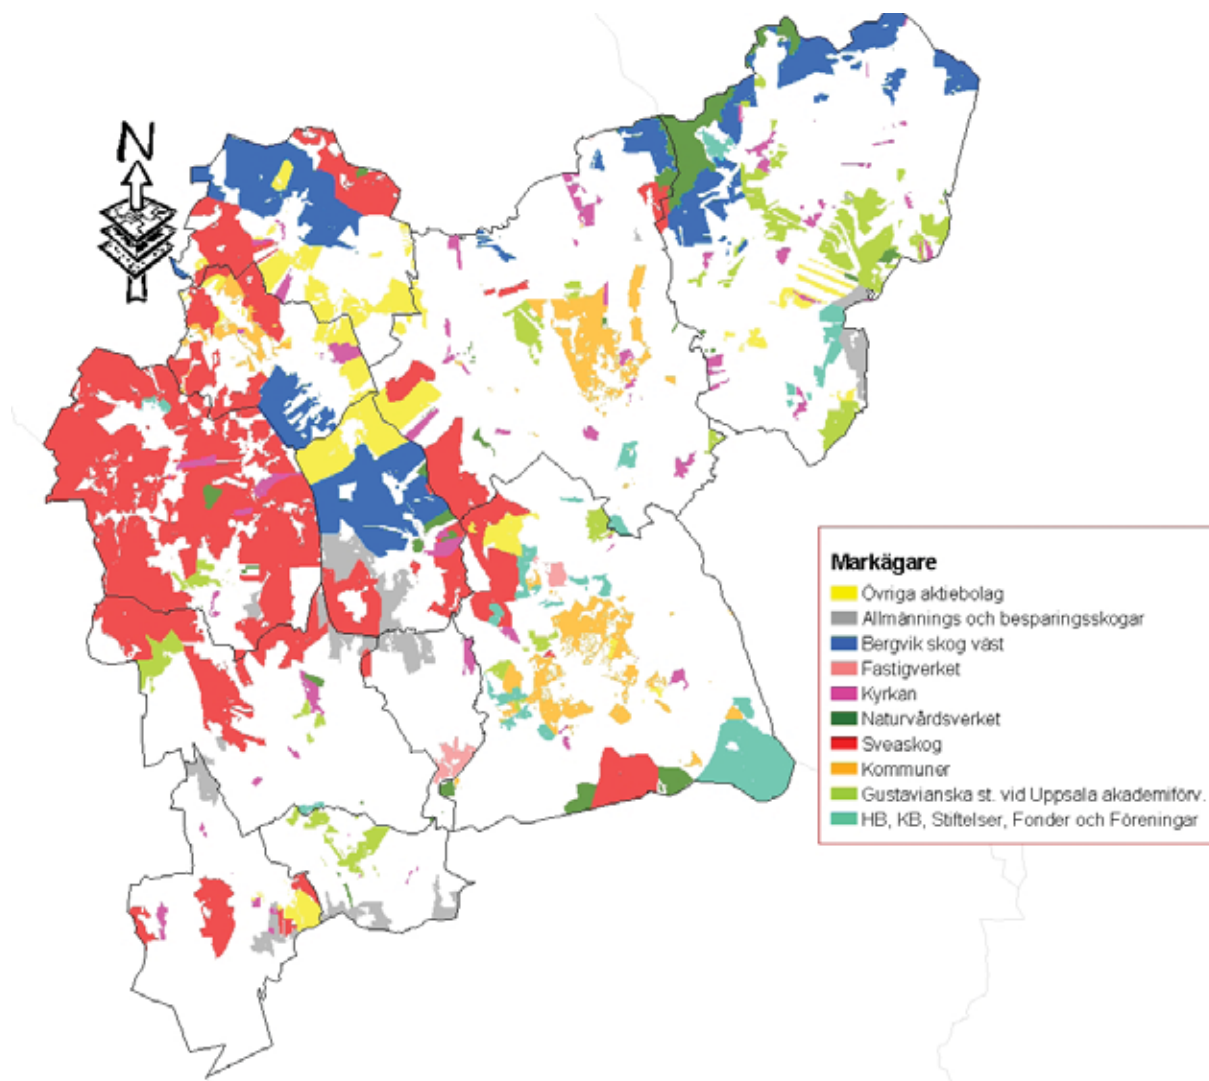 N
Markägare
Övriga aktiebolag
Allmännings och besparingsskogar
Bergvik skog väst
Fastigverket
Kyrkan
Naturvårdsverket
Sveaskog
Kommuner
Gustavianska st. vid Uppsala akademiförv.
HB, KB, Stiftelser, Fonder och Föreningar